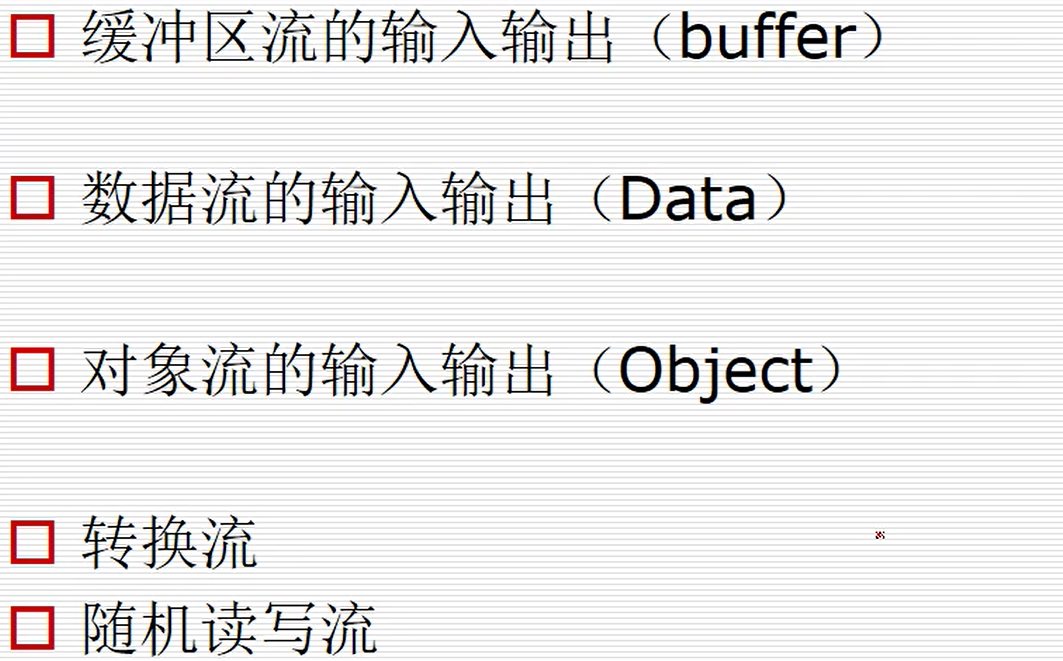 缓冲区流的输入输出（buffer）
数据流的输入输出（Data）
对象流的输入输出（Object）
转换流
随机读写流